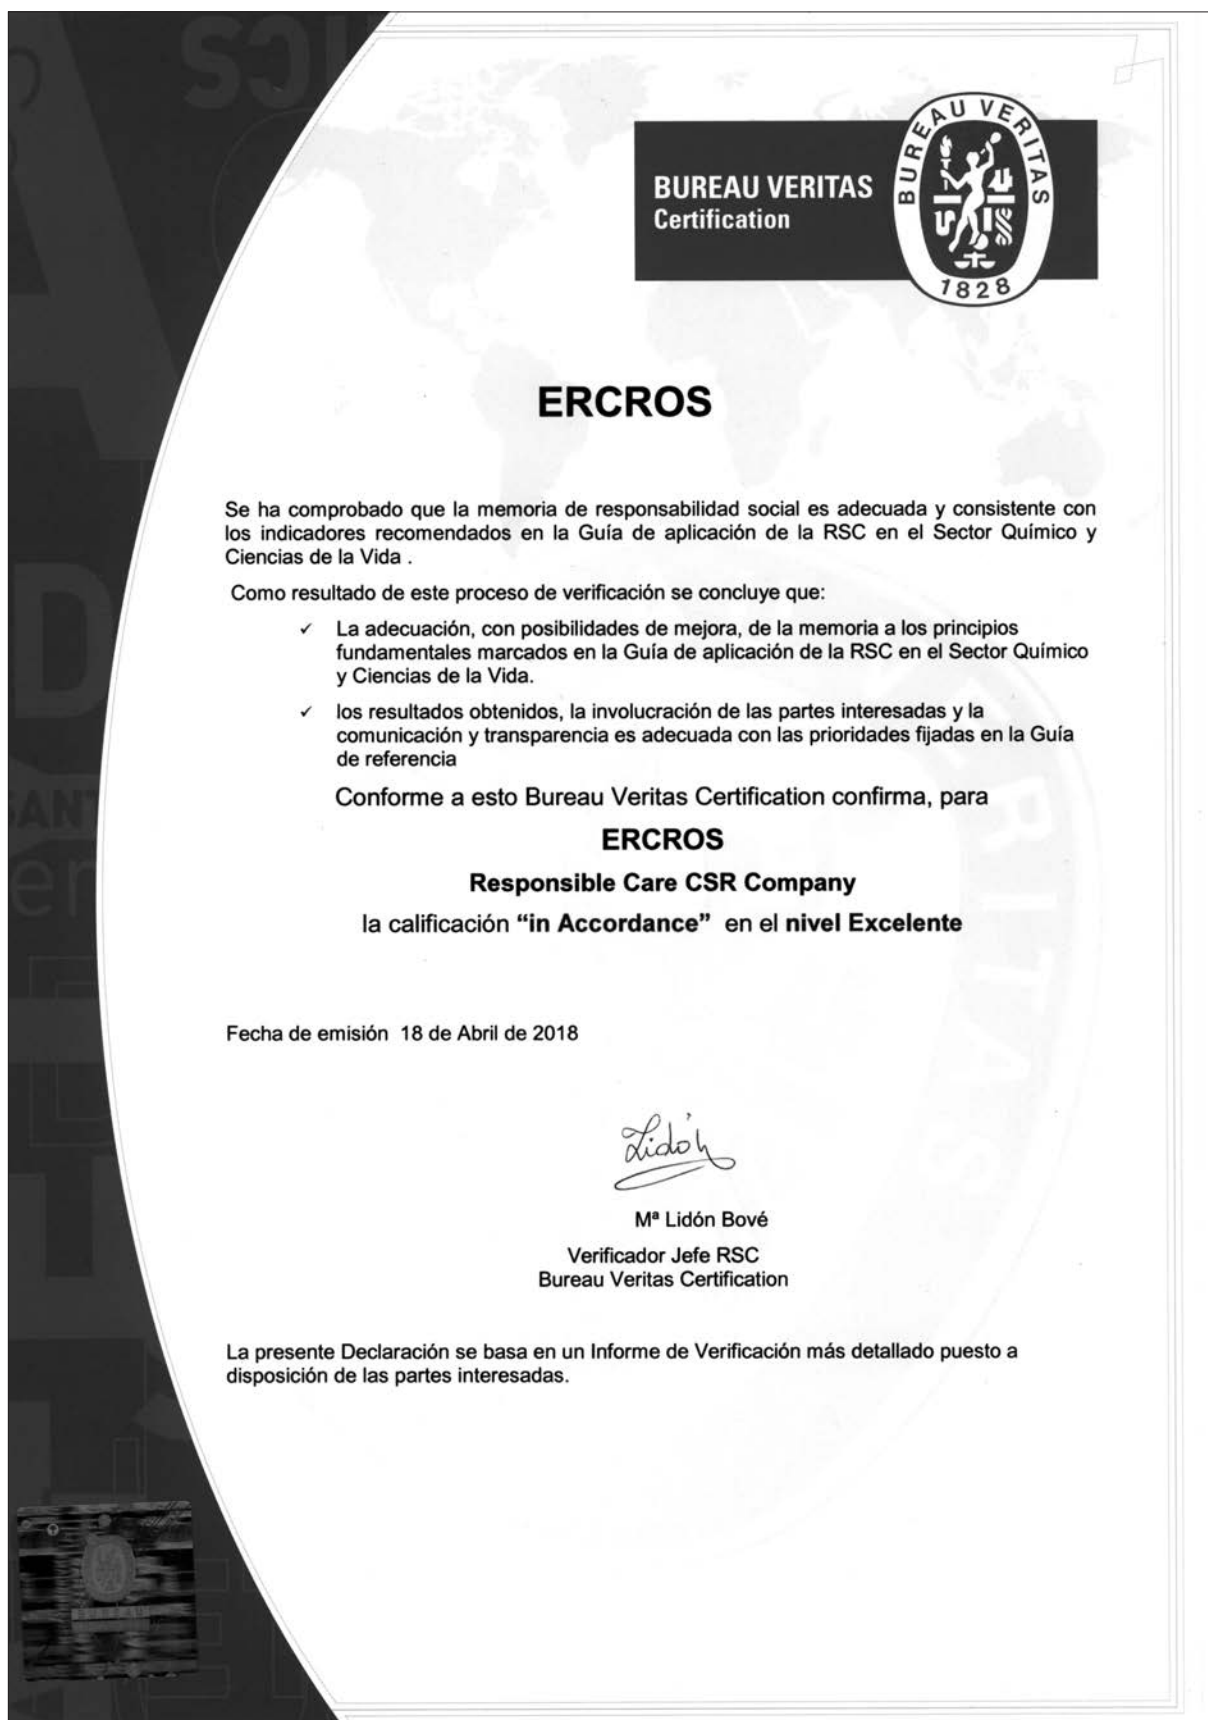 BUREAU VERITAS
Certification
BUREAU VERITAS
1828
ERCROS
Se ha comprobado que la memoria de responsabilidad social es adecuada y consistente con
los indicadores recomendados en la Guía de aplicación de la RSC en el Sector Químico y
Ciencias de la Vida .
Como resultado de este proceso de verificación se concluye que:
✓ La adecuación, con posibilidades de mejora, de la memoria a los principios
fundamentales marcados en la Guía de aplicación de la RSC en el Sector Químico
y Ciencias de la Vida.
✓ los resultados obtenidos, la involucración de las partes interesadas y la
comunicación y transparencia es adecuada con las prioridades fijadas en la Guía
de referencia
Conforme a esto Bureau Veritas Certification confirma, para
ERCROS
Responsible Care CSR Company
la calificación “in Accordance” en el nivel Excelente
Fecha de emisión 18 de Abril de 2018
Lidón
Mª Lidón Bové
Verificador Jefe RSC
Bureau Veritas Certification
La presente Declaración se basa en un Informe de Verificación más detallado puesto a
disposición de las partes interesadas.